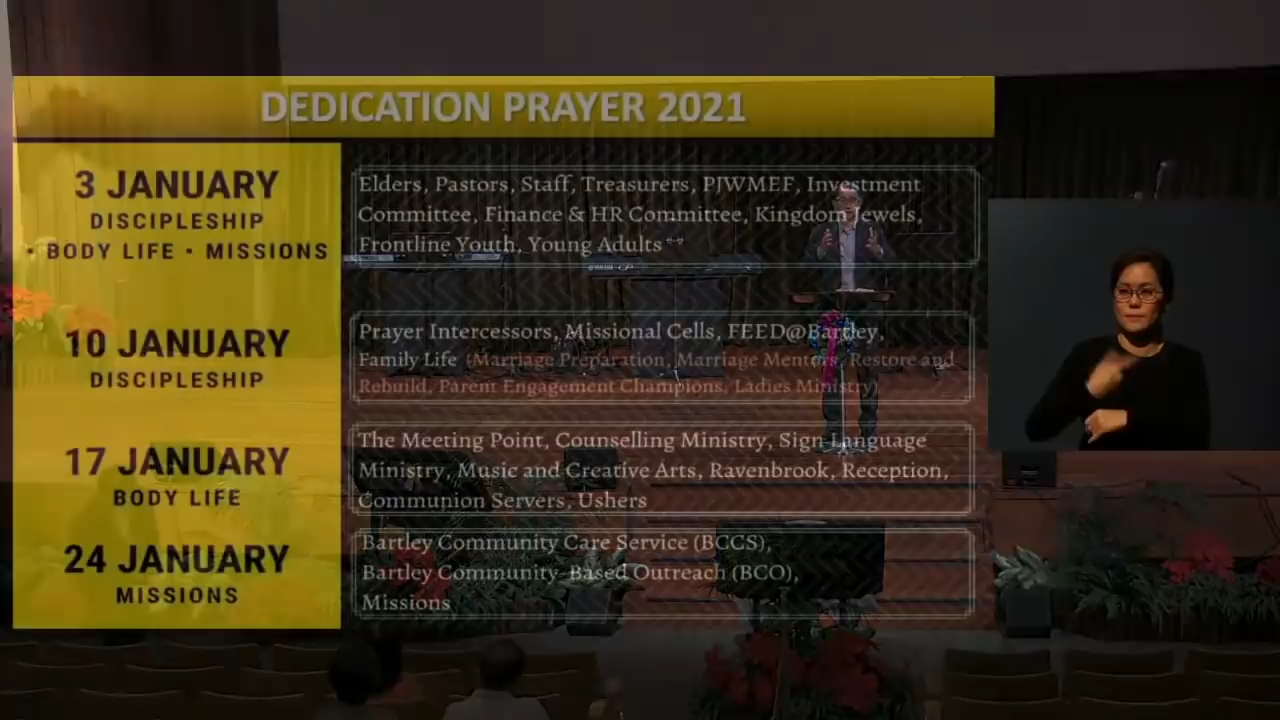 DEDICATION PRAYER 2021
3 JANUARY
DISCIPLESHIP
• BODY LIFE • MISSIONS
Elders, Pastors, Staff, Treasurers, PJWMEF, Investment
Committee, Finance & HR Committee, Kingdom Jewels,
Frontline Youth, Young Adults
10 JANUARY
DISCIPLESHIP
Prayer Intercessors, Missional Cells, FEED@Bartley,
Family Life (Marriage Preparation, Marriage Mentors, Restore and
Rebuild, Parent Engagement Champions, Ladies Ministry)
17 JANUARY
BODY LIFE
The Meeting Point, Counselling Ministry, Sign Language
Ministry, Music and Creative Arts, Ravenbrook, Reception,
Communion Servers, Ushers
24 JANUARY
MISSIONS
Bartley Community Care Service (BCCS),
Bartley Community-Based Outreach (BCO),
Missions